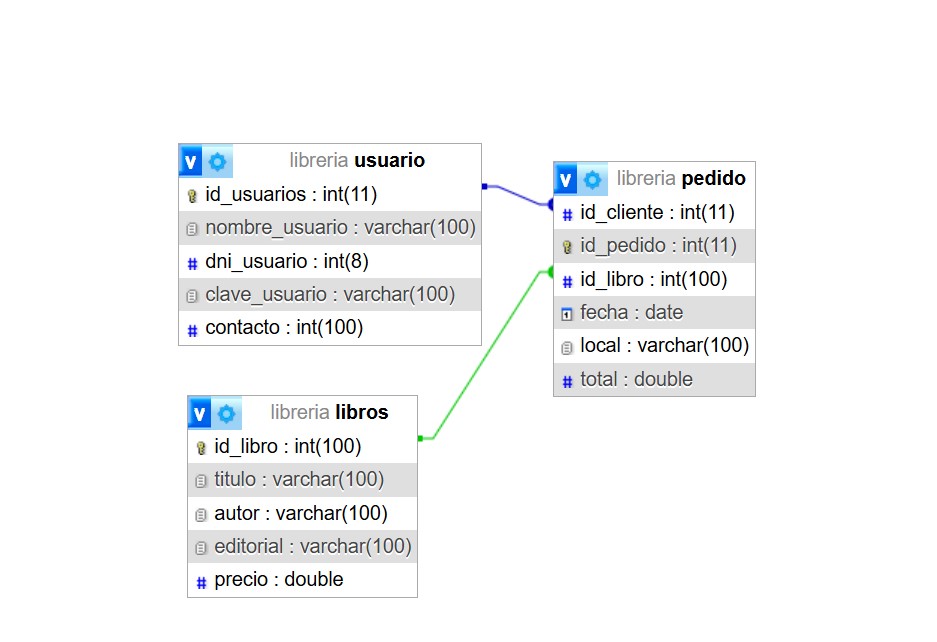 v libreria usuario
id_usuarios : int(11)
nombre_usuario : varchar(100)
# dni_usuario : int(8)
clave_usuario : varchar(100)
# contacto : int(100)
v libreria pedido
# id_cliente : int(11)
id_pedido : int(11)
# id_libro : int(100)
1 fecha : date
local : varchar(100)
# total : double
v libreria libros
id_libro : int(100)
titulo : varchar(100)
autor : varchar(100)
editorial : varchar(100)
# precio : double